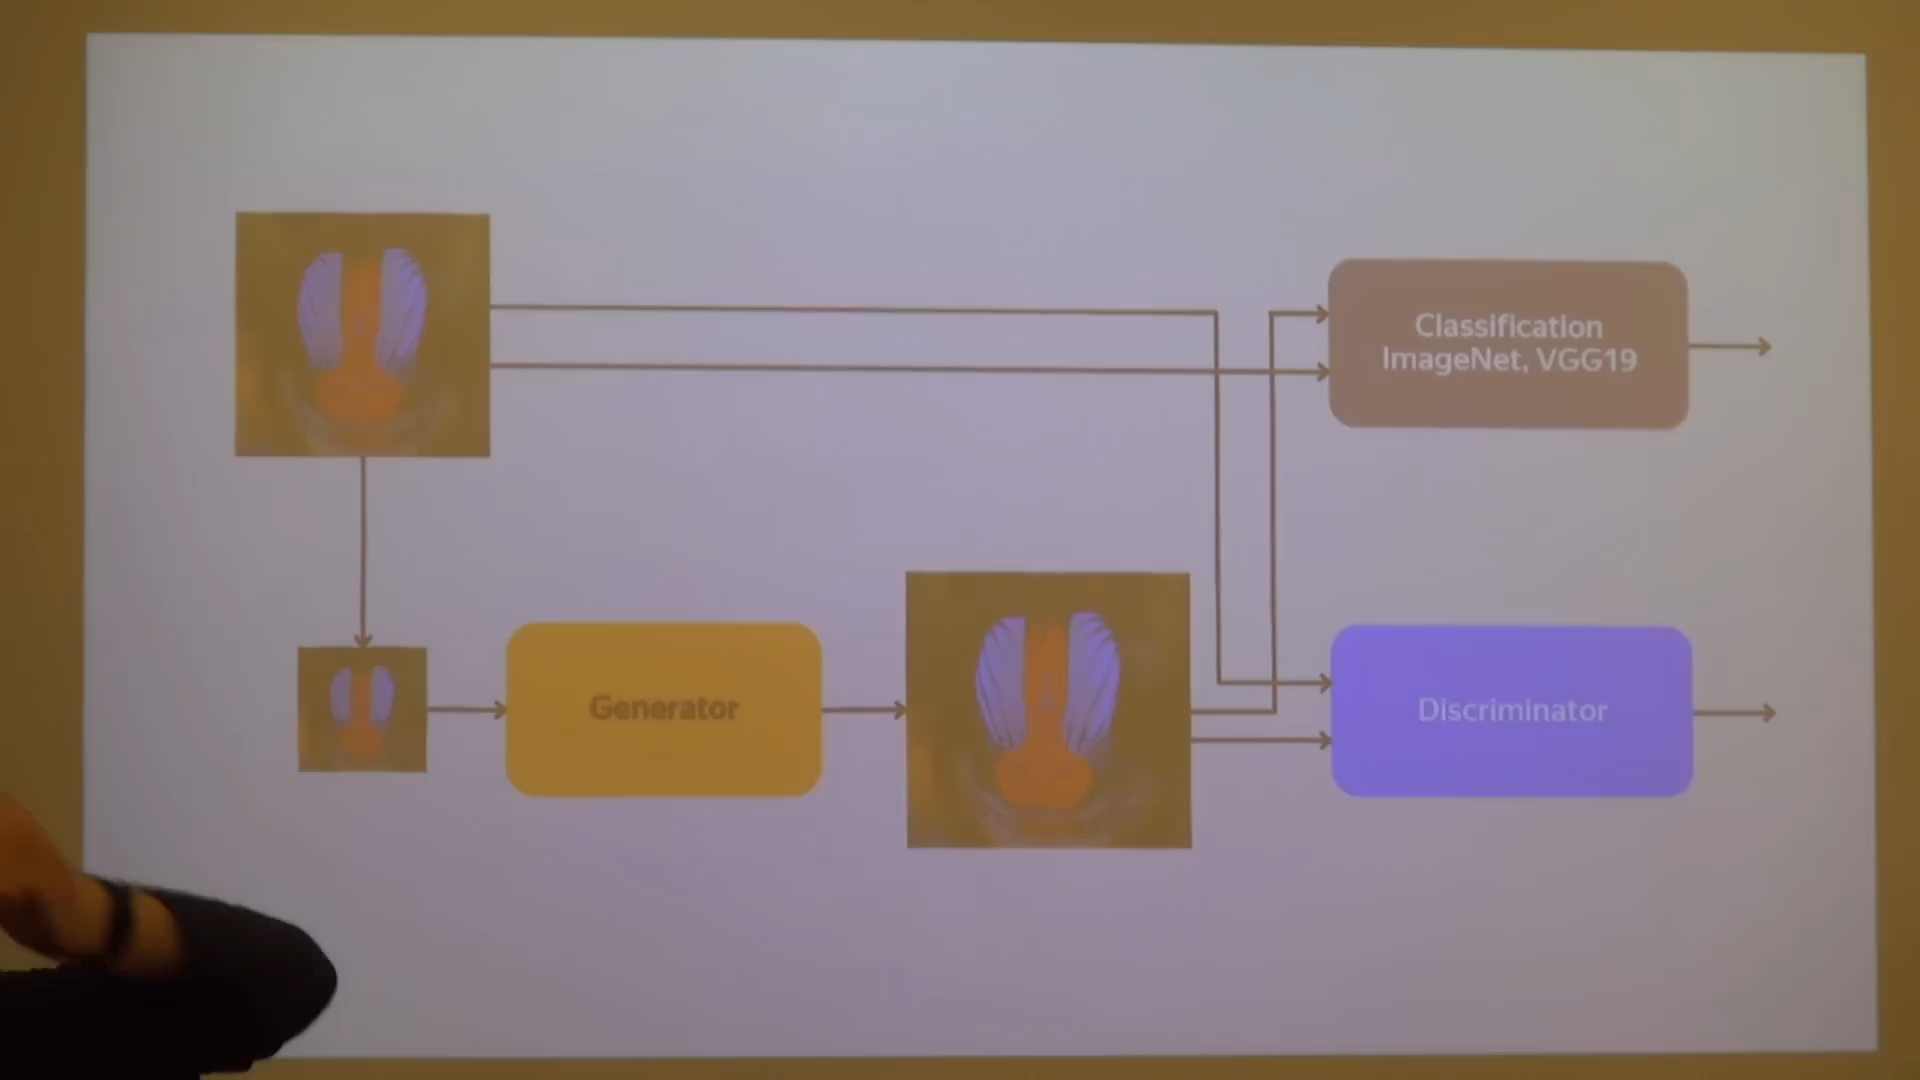 Classification
ImageNet, VGG19
Generator
Discriminator